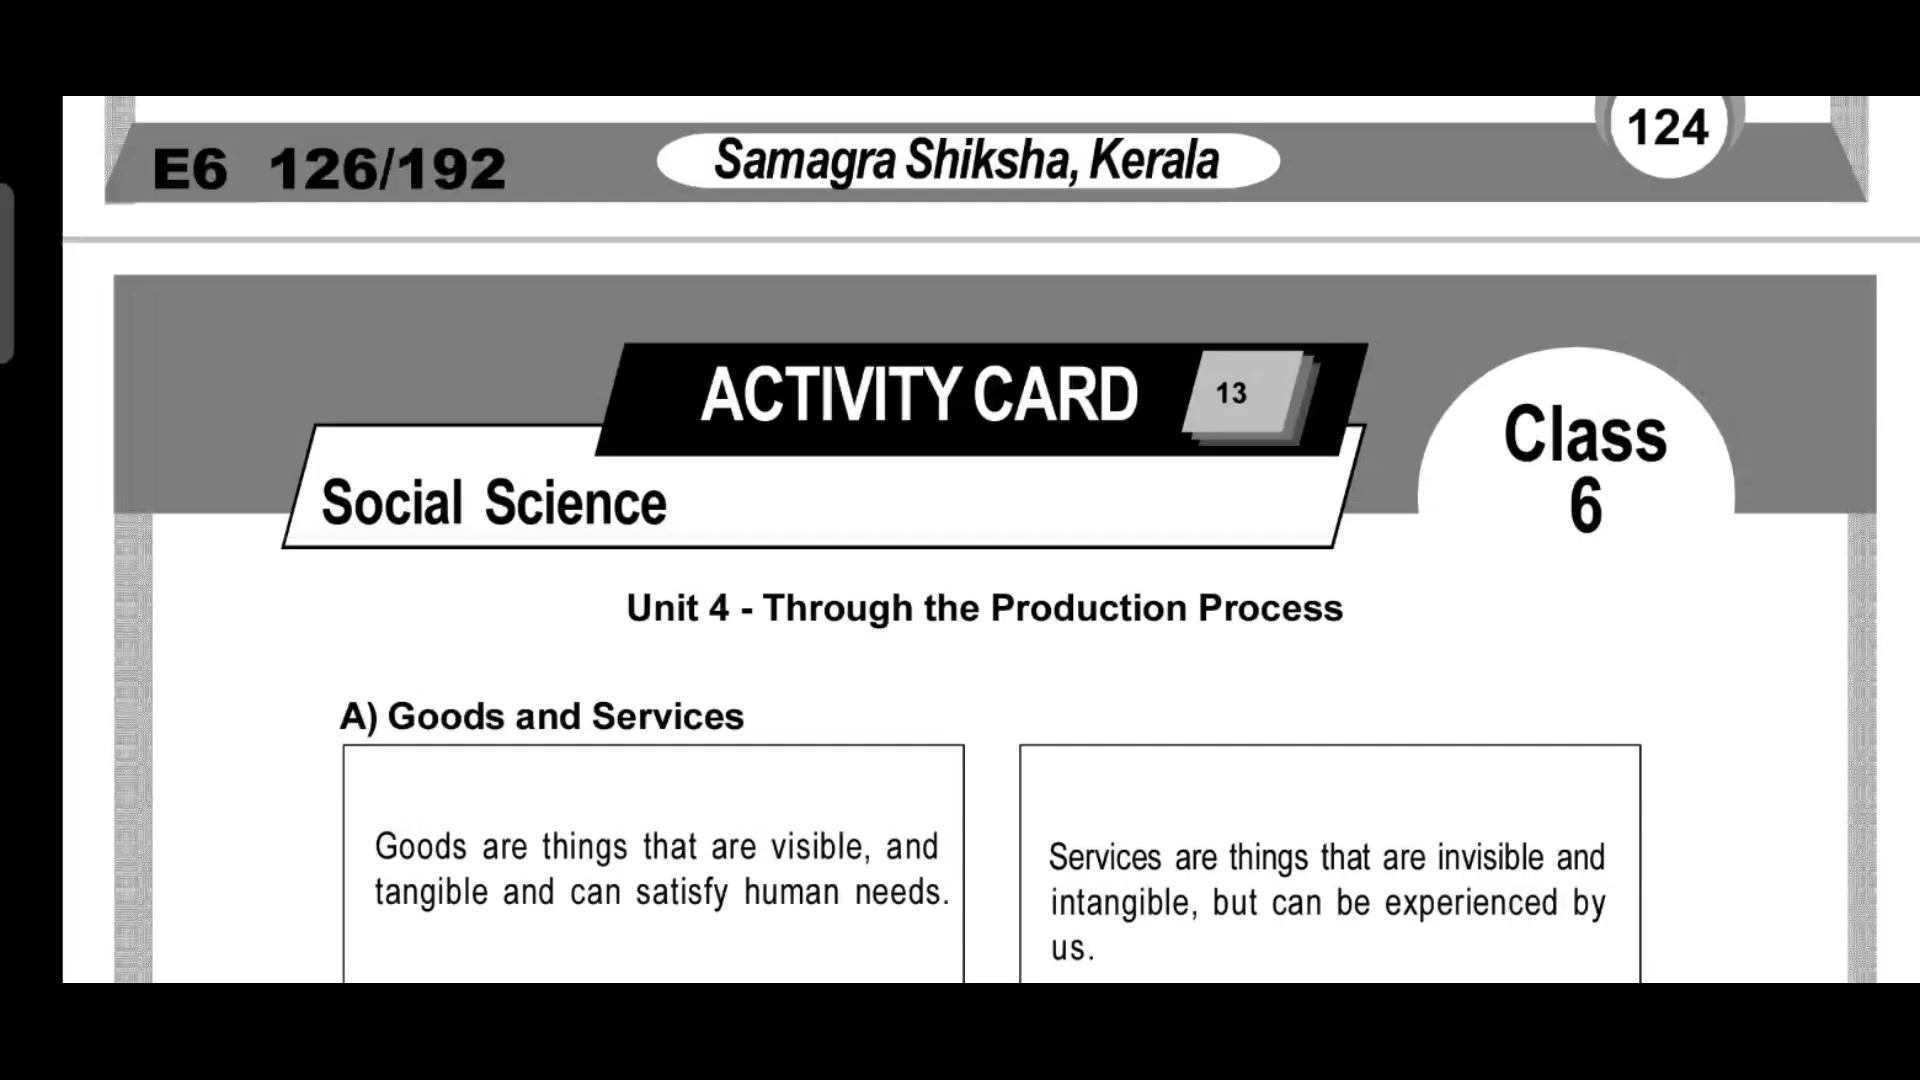 124
E6 126/192
Samagra Shiksha, Kerala
ACTIVITY CARD 13
Class
6
Social Science
Unit 4 - Through the Production Process
A) Goods and Services
Goods are things that are visible, and
tangible and can satisfy human needs.
Services are things that are invisible and
intangible, but can be experienced by
us.